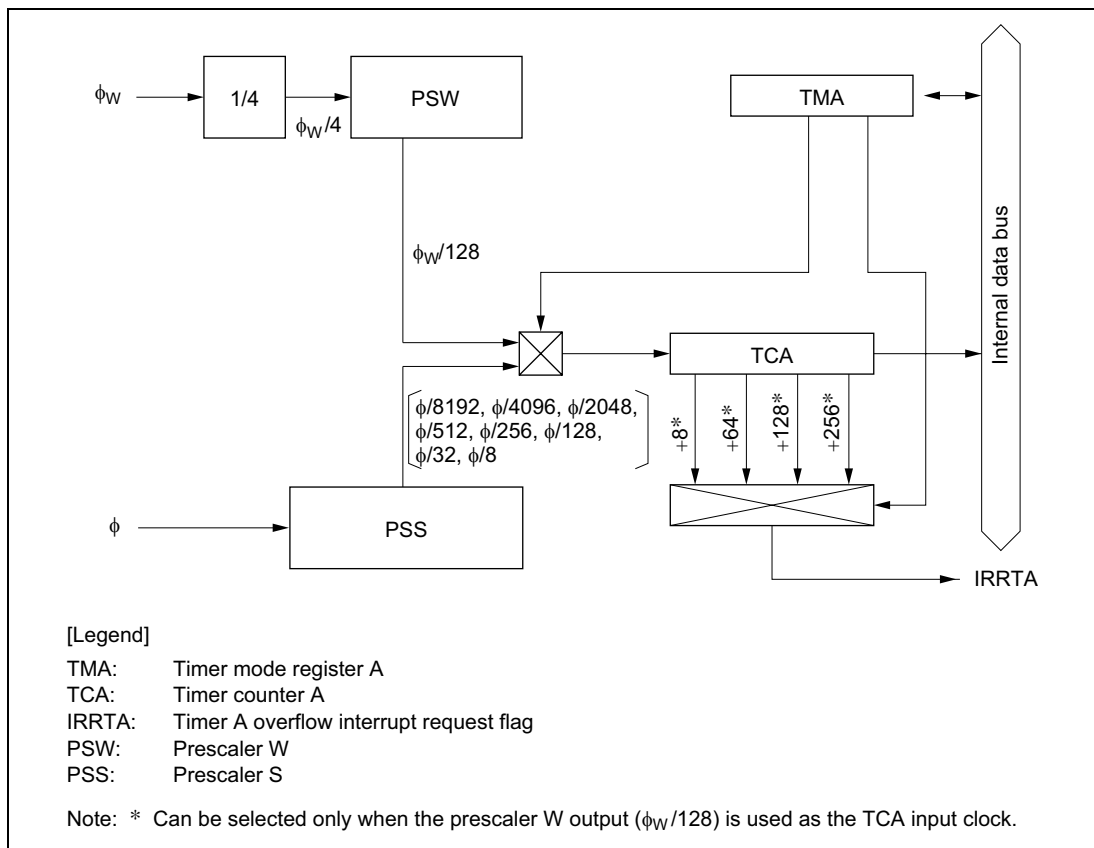 ϕW
1/4
ϕW/4
PSW
TMA
Internal data bus
ϕW/128
TCA
ϕ/8192, ϕ/4096, ϕ/2048,
ϕ/512, ϕ/256, ϕ/128,
ϕ/32, ϕ/8
÷8*
÷64*
÷128*
÷256*
ϕ
PSS
IRRTA
[Legend]
TMA: Timer mode register A
TCA: Timer counter A
IRRTA: Timer A overflow interrupt request flag
PSW: Prescaler W
PSS: Prescaler S
Note: * Can be selected only when the prescaler W output (ϕW/128) is used as the TCA input clock.